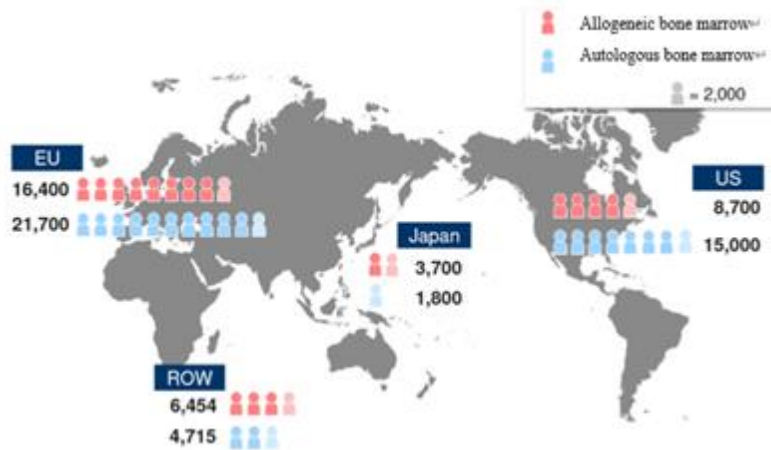 Allogeneic bone marrow
Autologous bone marrow
= 2,000
EU
16,400
21,700
US
8,700
15,000
Japan
3,700
1,800
ROW
6,454
4,715